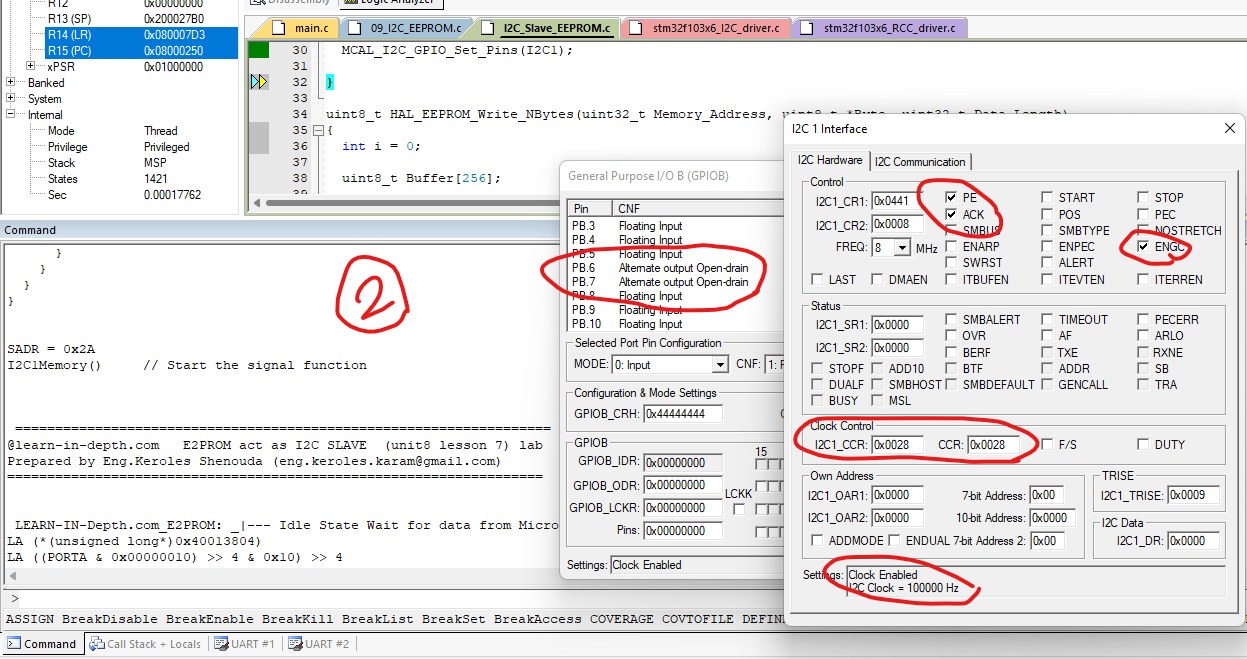 R12 0x00000000
R13 (SP) 0x200027B0
R14 (LR) 0x080007D3
R15 (PC) 0x08000250
xPSR 0x01000000
Banked
System
Internal
Mode Thread
Privilege Privileged
Stack MSP
States 1421
Sec 0.00017762
Disassembly Logic Analyzer
main.c 09_I2C_EEPROM.c I2C_Slave_EEPROM.c stm32f103x6_I2C_driver.c stm32f103x6_RCC_driver.c
30 MCAL_I2C_GPIO_Set_Pins(I2C1);
31
32 }
33
34 uint8_t HAL_EEPROM_Write_NBytes(uint32_t Memory_Address, uint8_t *Byte, uint32_t Data_Length)
35 {
36 int i = 0;
37
38 uint8_t Buffer[256];
39
Command
}
}
}
}
SADR = 0x2A
I2C1Memory() // Start the signal function
===================================================================
@learn-in-depth.com E2PROM act as I2C SLAVE (unit8 lesson 7) lab
Prepared by Eng.Keroles Shenouda (eng.keroles.karam@gmail.com)
===================================================================
LEARN-IN-Depth.com_E2PROM: _|--- Idle State Wait for data from Micro
LA (*(unsigned long*)0x40013804)
LA ((PORTA & 0x00000010) >> 4 & 0x10) >> 4
>
ASSIGN BreakDisable BreakEnable BreakKill BreakList BreakSet BreakAccess COVERAGE COVTOFILE DEFIN
Command Call Stack + Locals UART #1 UART #2
2
General Purpose I/O B (GPIOB)
Pin CNF
PB.3 Floating Input
PB.4 Floating Input
PB.5 Floating Input
PB.6 Alternate output Open-drain
PB.7 Alternate output Open-drain
PB.8 Floating Input
PB.9 Floating Input
PB.10 Floating Input
Selected Port Pin Configuration
MODE: 0: Input CNF: 1:
Configuration & Mode Settings
GPIOB_CRH: 0x44444444
GPIOB
15
GPIOB_IDR: 0x00000000
GPIOB_ODR: 0x00000000
LCKK
GPIOB_LCKR: 0x00000000
Pins: 0x00000000
Settings: Clock Enabled
I2C 1 Interface
I2C Hardware I2C Communication
Control
I2C1_CR1: 0x0441 PE START STOP
ACK POS PEC
I2C1_CR2: 0x0008 SMBUS SMBTYPE NOSTRETCH
FREQ: 8 MHz ENARP ENPEC ENGC
SWRST ALERT
LAST DMAEN ITBUFEN ITEVTEN ITERREN
Status
I2C1_SR1: 0x0000 SMBALERT TIMEOUT PECERR
OVR AF ARLO
I2C1_SR2: 0x0000 BERF TXE RXNE
STOPF ADD10 BTF ADDR SB
DUALF SMBHOST SMBDEFAULT GENCALL TRA
BUSY MSL
Clock Control
I2C1_CCR: 0x0028 CCR: 0x0028 F/S DUTY
Own Address
I2C1_OAR1: 0x0000 7-bit Address: 0x00
I2C1_OAR2: 0x0000 10-bit Address: 0x0000
ADDMODE ENDUAL 7-bit Address 2: 0x00
TRISE
I2C1_TRISE: 0x0009
I2C Data
I2C1_DR: 0x0000
Settings: Clock Enabled
I2C Clock = 100000 Hz